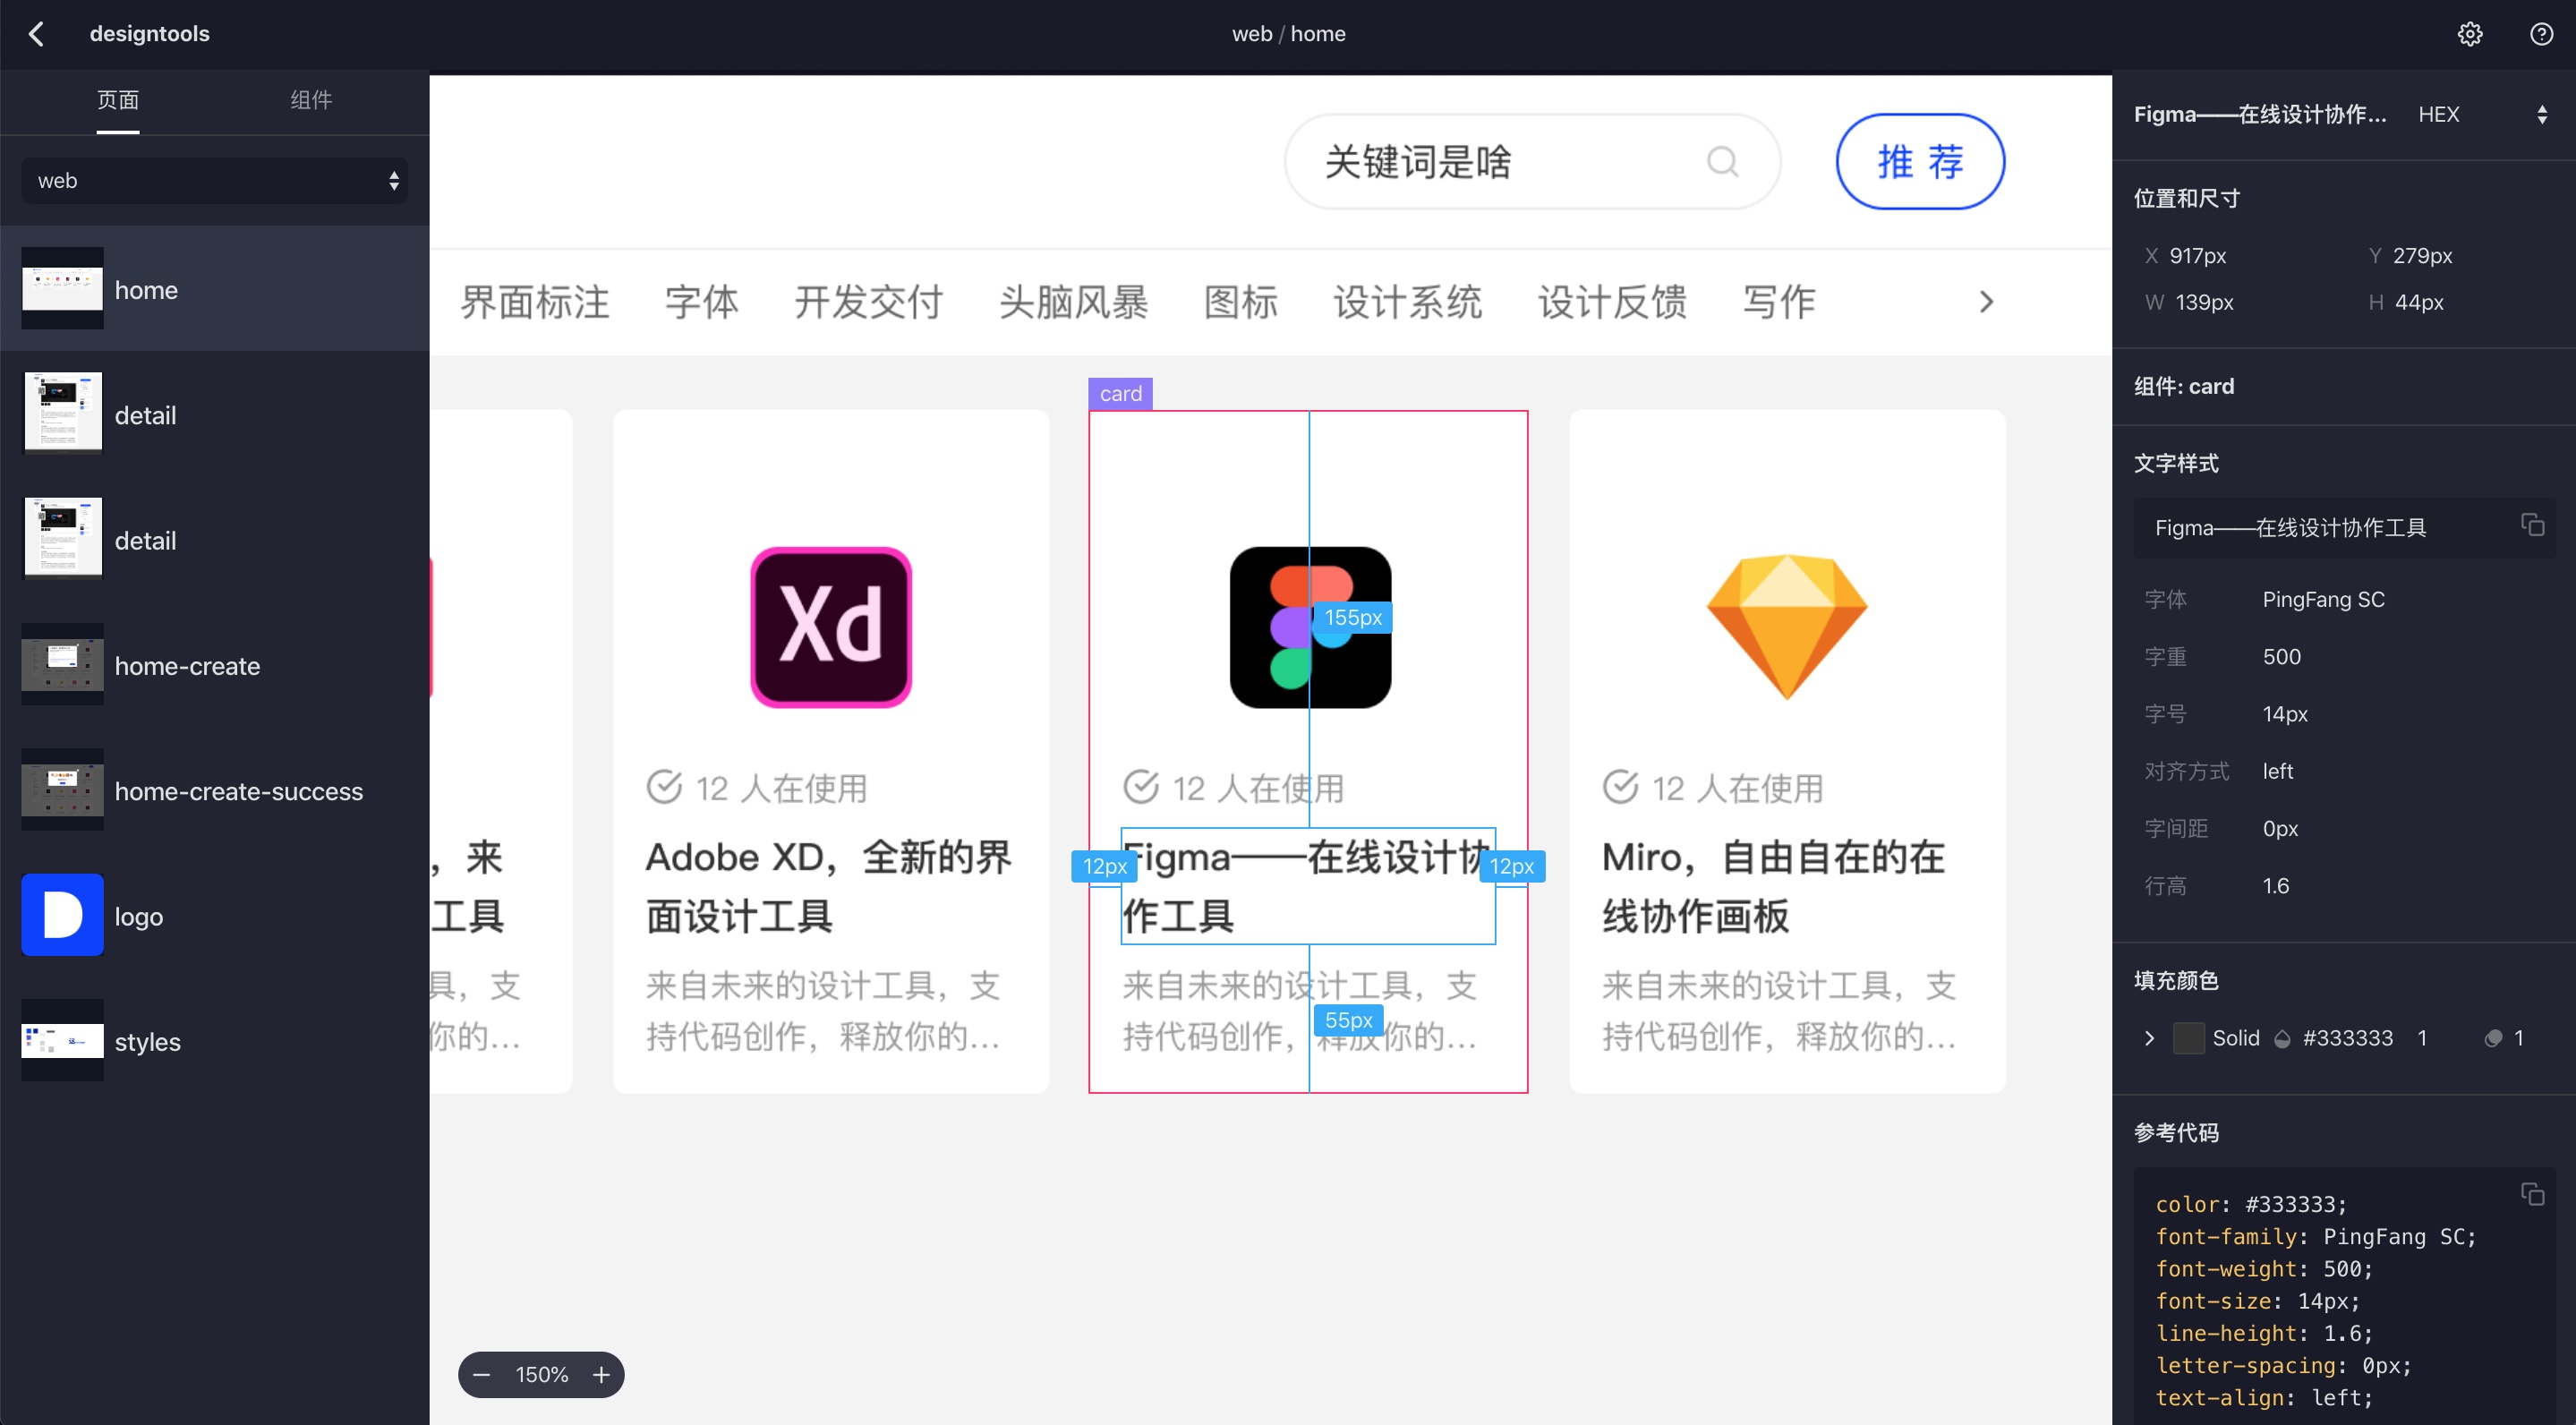 designtools
web / home
页面
组件
web
home
detail
detail
home-create
home-create-success
logo
styles
关键词是啥
推 荐
界面标注
字体
开发交付
头脑风暴
图标
设计系统
设计反馈
写作
，来
工具
具，支
你的...
Xd
12 人在使用
Adobe XD，全新的界
面设计工具
来自未来的设计工具，支
持代码创作，释放你的...
card
155px
12 人在使用
12px
Figma——在线设计协
12px
作工具
来自未来的设计工具，支
55px
持代码创作，释放你的...
12 人在使用
Miro，自由自在的在
线协作画板
来自未来的设计工具，支
持代码创作，释放你的...
150%
Figma——在线设计协作...
HEX
位置和尺寸
X 917px
Y 279px
W 139px
H 44px
组件: card
文字样式
Figma——在线设计协作工具
字体 PingFang SC
字重 500
字号 14px
对齐方式 left
字间距 0px
行高 1.6
填充颜色
Solid #333333 1 1
参考代码
color: #333333;
font-family: PingFang SC;
font-weight: 500;
font-size: 14px;
line-height: 1.6;
letter-spacing: 0px;
text-align: left;